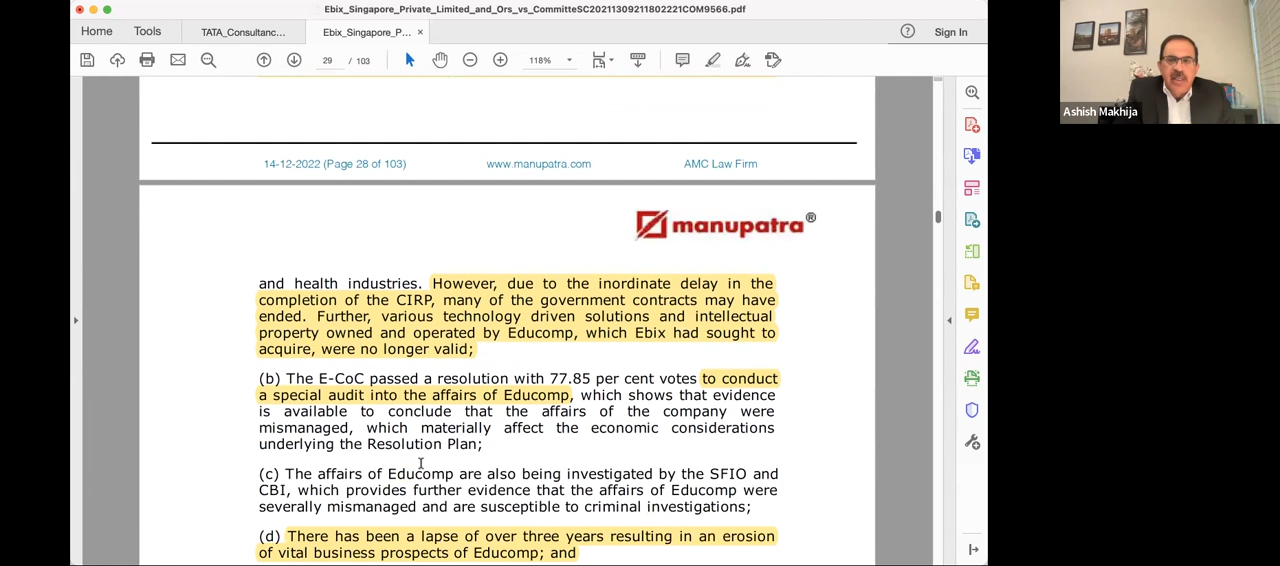 Ebix_Singapore_Private_Limited_and_Ors_vs_CommitteeSC20211309211802221COM9566.pdf
Home Tools TATA_Consultanc... Ebix_Singapore_P... × Sign In
29 / 103 118%
Ashish Makhija
14-12-2022 (Page 28 of 103) www.manupatra.com AMC Law Firm
manupatra®
and health industries. However, due to the inordinate delay in the
completion of the CIRP, many of the government contracts may have
ended. Further, various technology driven solutions and intellectual
property owned and operated by Educomp, which Ebix had sought to
acquire, were no longer valid;
(b) The E-CoC passed a resolution with 77.85 per cent votes to conduct
a special audit into the affairs of Educomp, which shows that evidence
is available to conclude that the affairs of the company were
mismanaged, which materially affect the economic considerations
underlying the Resolution Plan;
(c) The affairs of Educomp are also being investigated by the SFIO and
CBI, which provides further evidence that the affairs of Educomp were
severally mismanaged and are susceptible to criminal investigations;
(d) There has been a lapse of over three years resulting in an erosion
of vital business prospects of Educomp; and